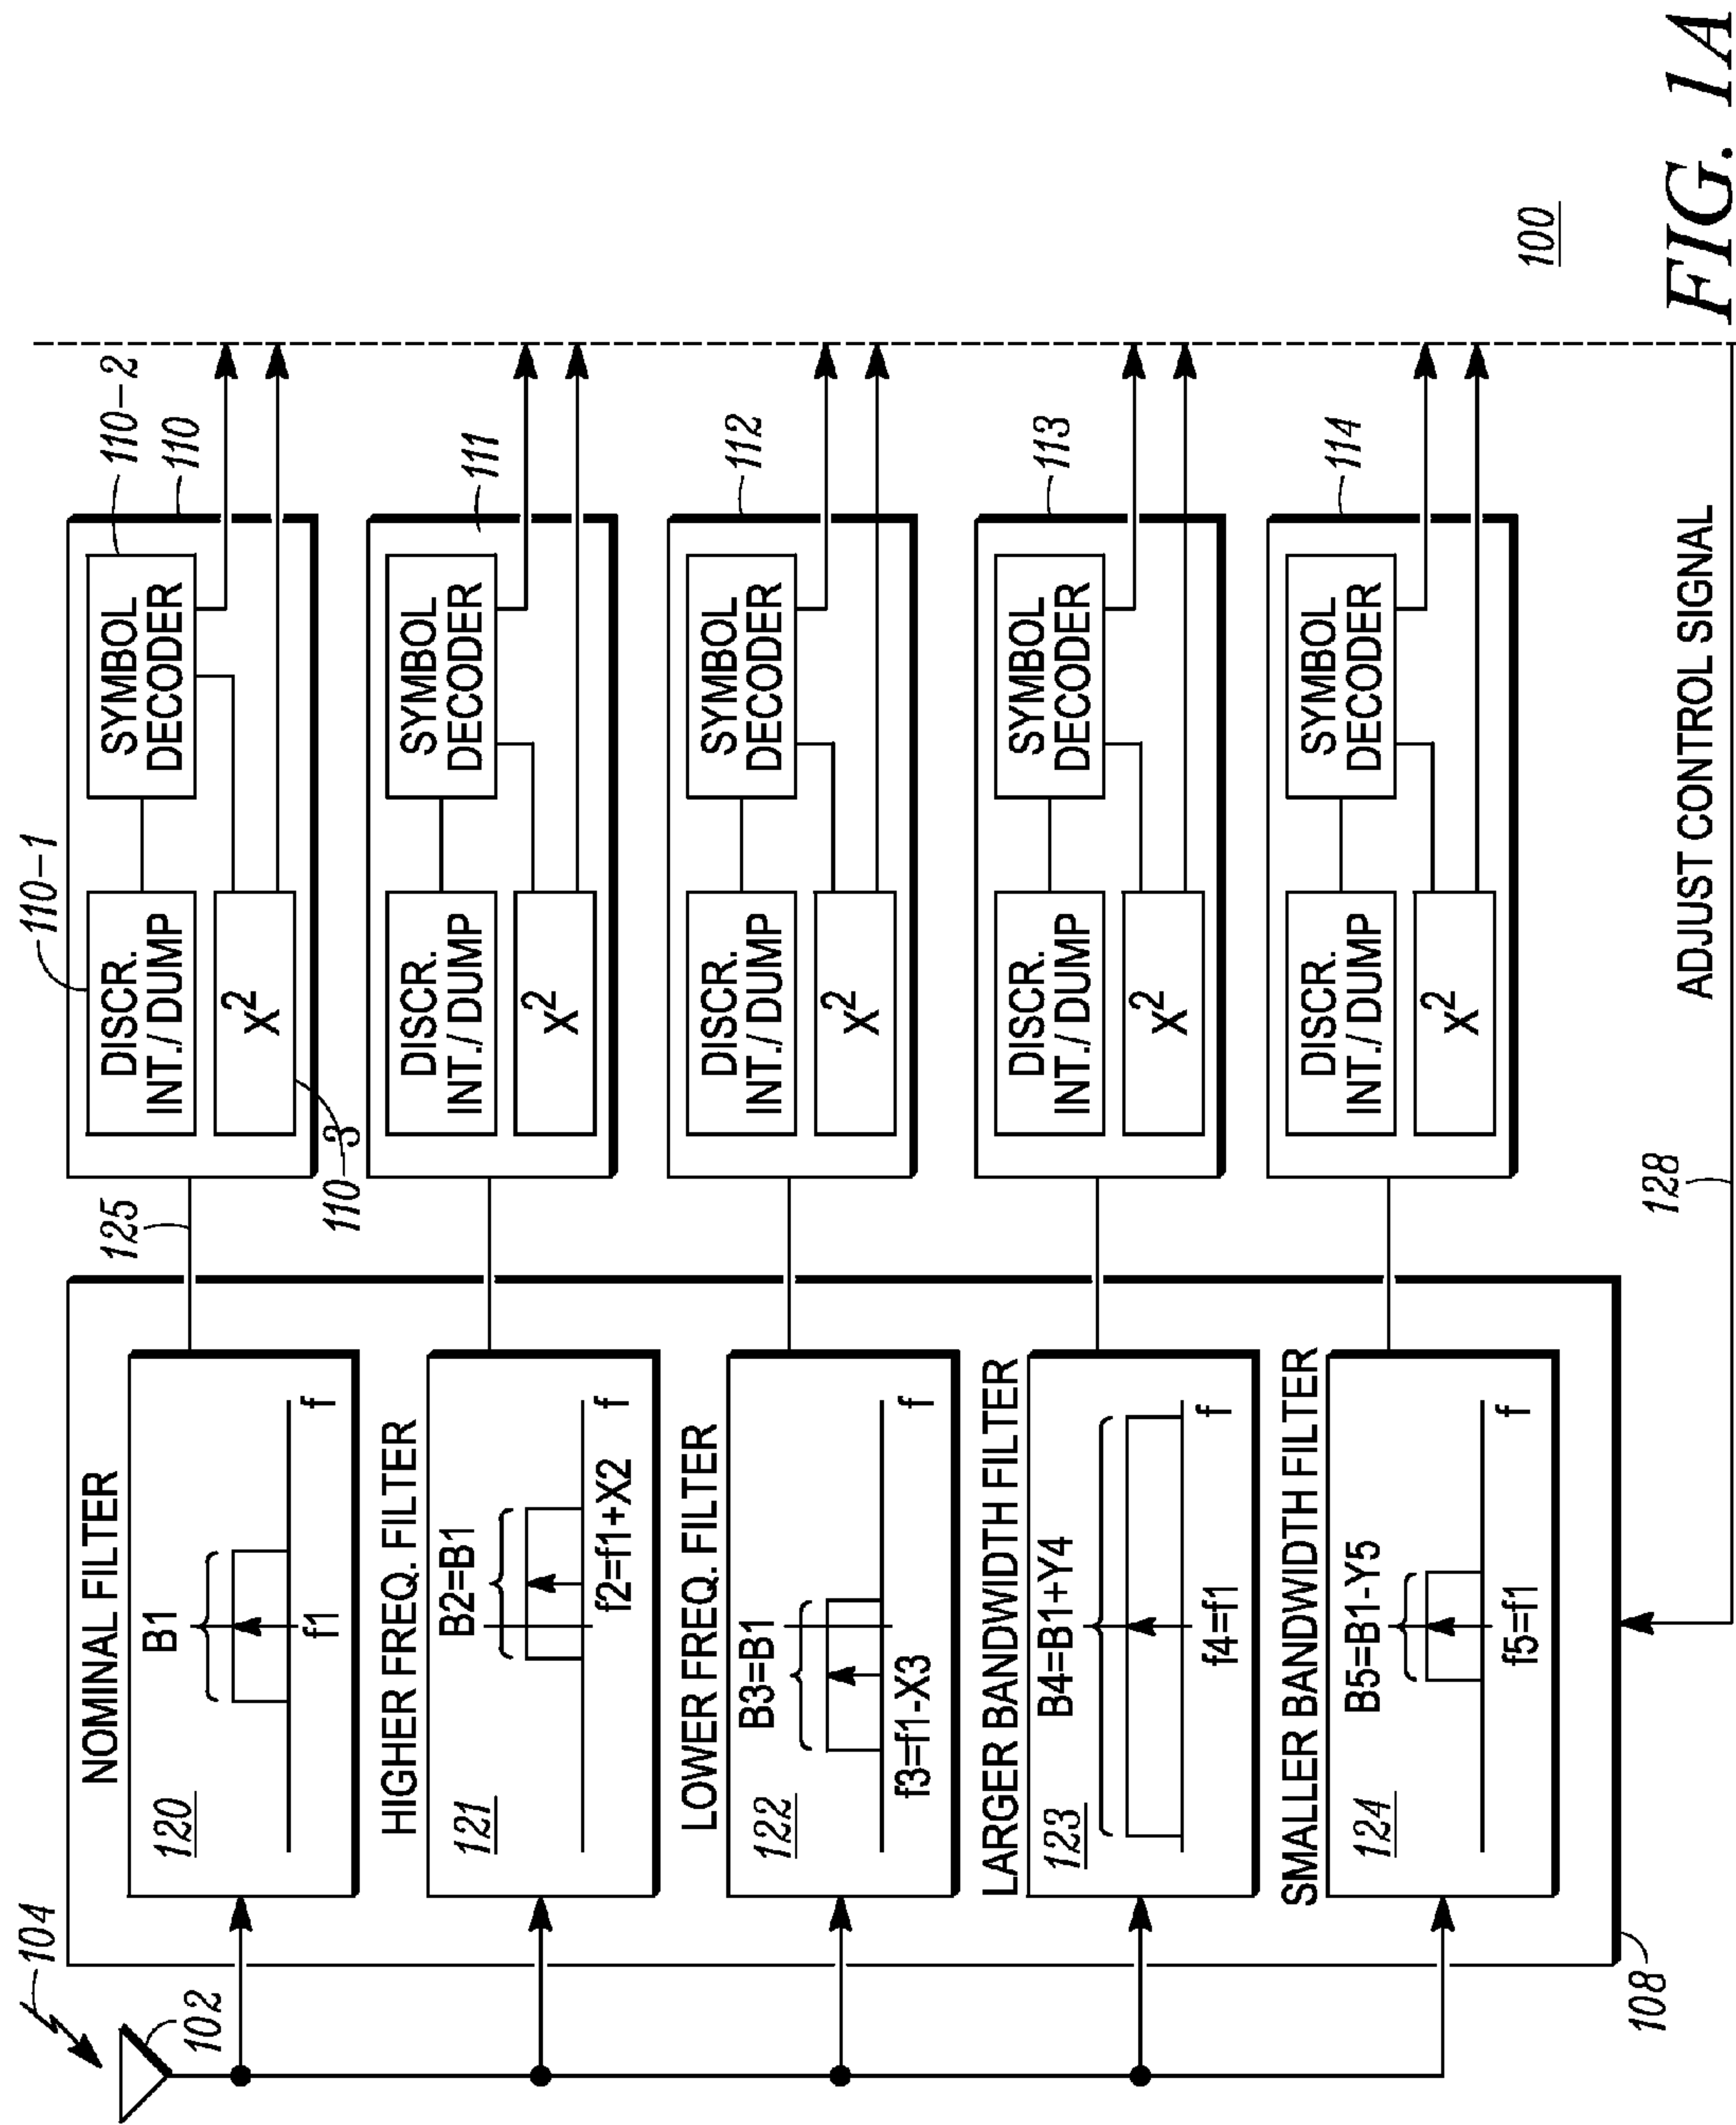 104
102
108
NOMINAL FILTER
120
B1
f1
f
HIGHER FREQ. FILTER
121
B2=B1
f2=f1+X2
f
LOWER FREQ. FILTER
122
B3=B1
f3=f1-X3
f
LARGER BANDWIDTH FILTER
123
B4=B1+Y4
f4=f1
f
SMALLER BANDWIDTH FILTER
124
B5=B1-Y5
f5=f1
f
125
110-1
110-2
110
DISCR.
INT./ DUMP
SYMBOL
DECODER
X²
110-3
111
DISCR.
INT./ DUMP
SYMBOL
DECODER
X²
112
DISCR.
INT./ DUMP
SYMBOL
DECODER
X²
113
DISCR.
INT./ DUMP
SYMBOL
DECODER
X²
114
DISCR.
INT./ DUMP
SYMBOL
DECODER
X²
128
ADJUST CONTROL SIGNAL
100
FIG. 1A